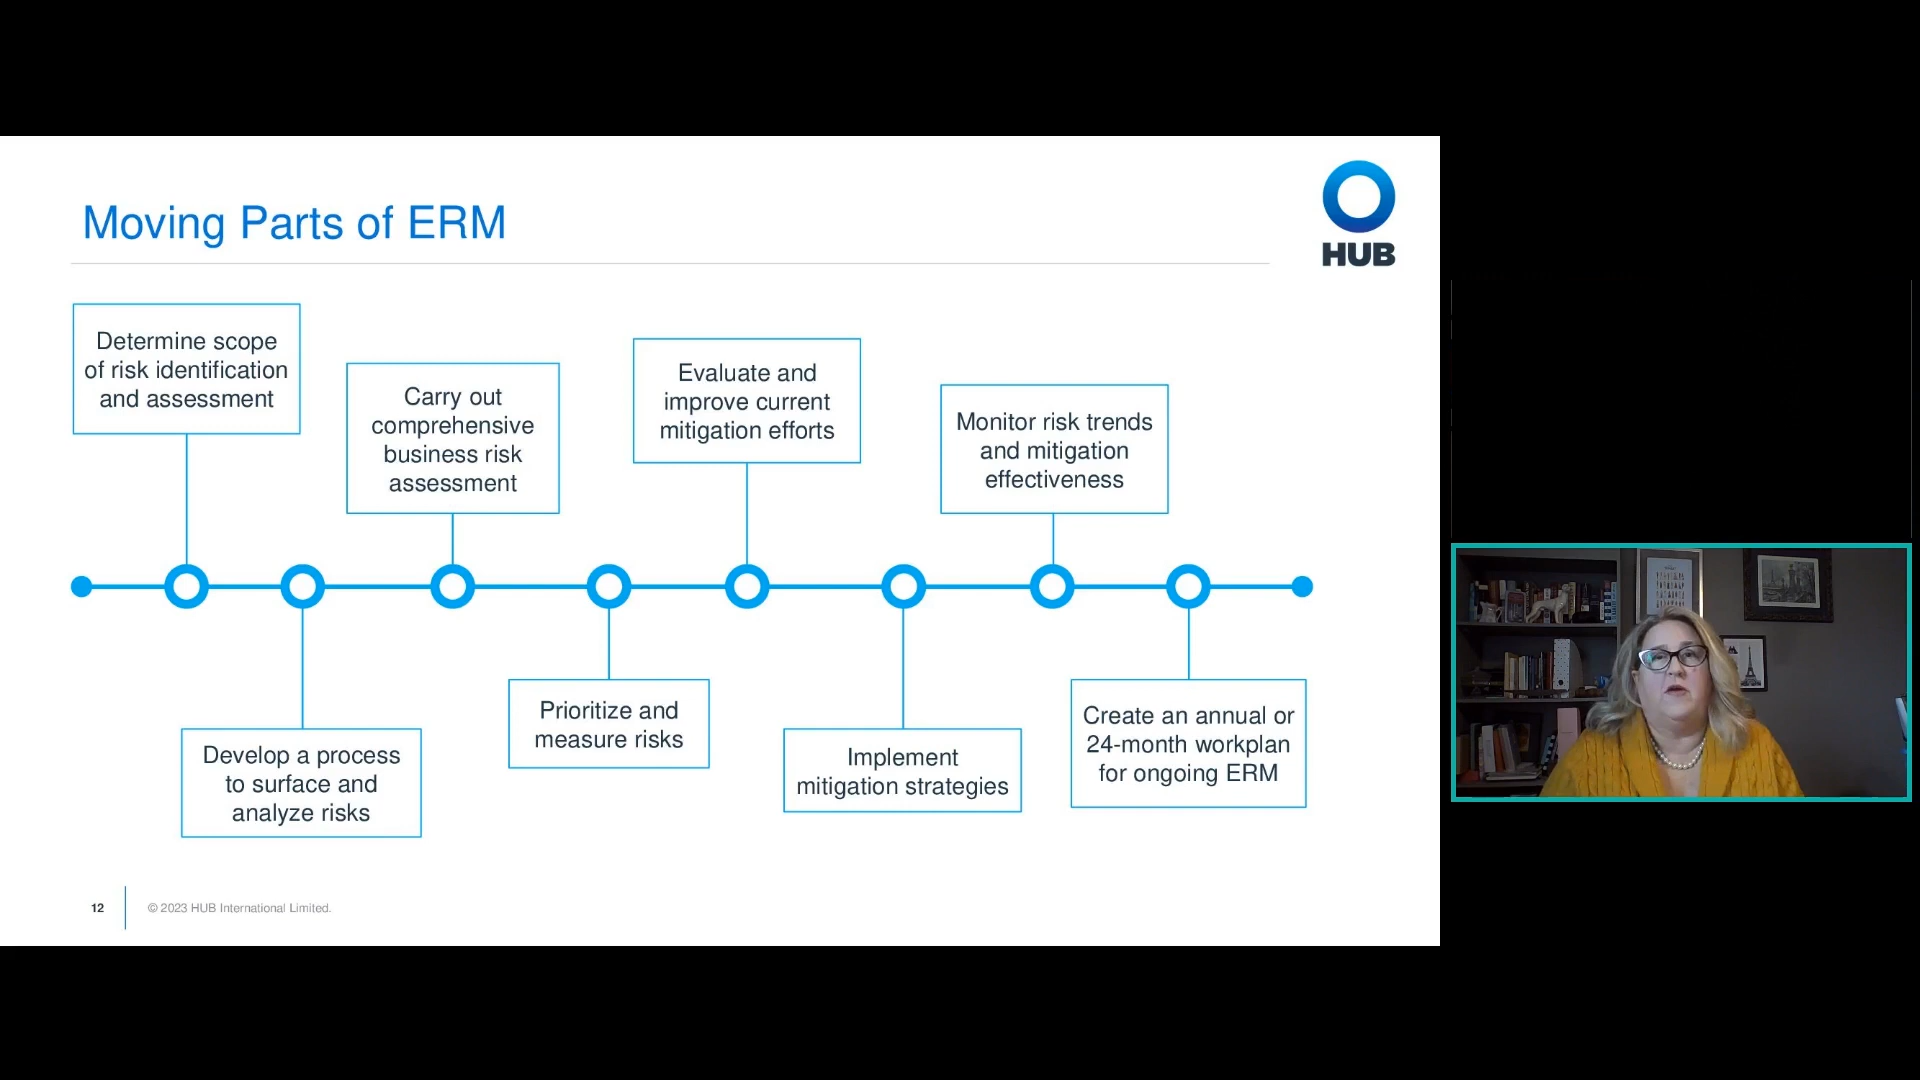 Moving Parts of ERM
HUB
Determine scope
of risk identification
and assessment
Develop a process
to surface and
analyze risks
Carry out
comprehensive
business risk
assessment
Prioritize and
measure risks
Evaluate and
improve current
mitigation efforts
Implement
mitigation strategies
Monitor risk trends
and mitigation
effectiveness
Create an annual or
24-month workplan
for ongoing ERM
12
© 2023 HUB International Limited.